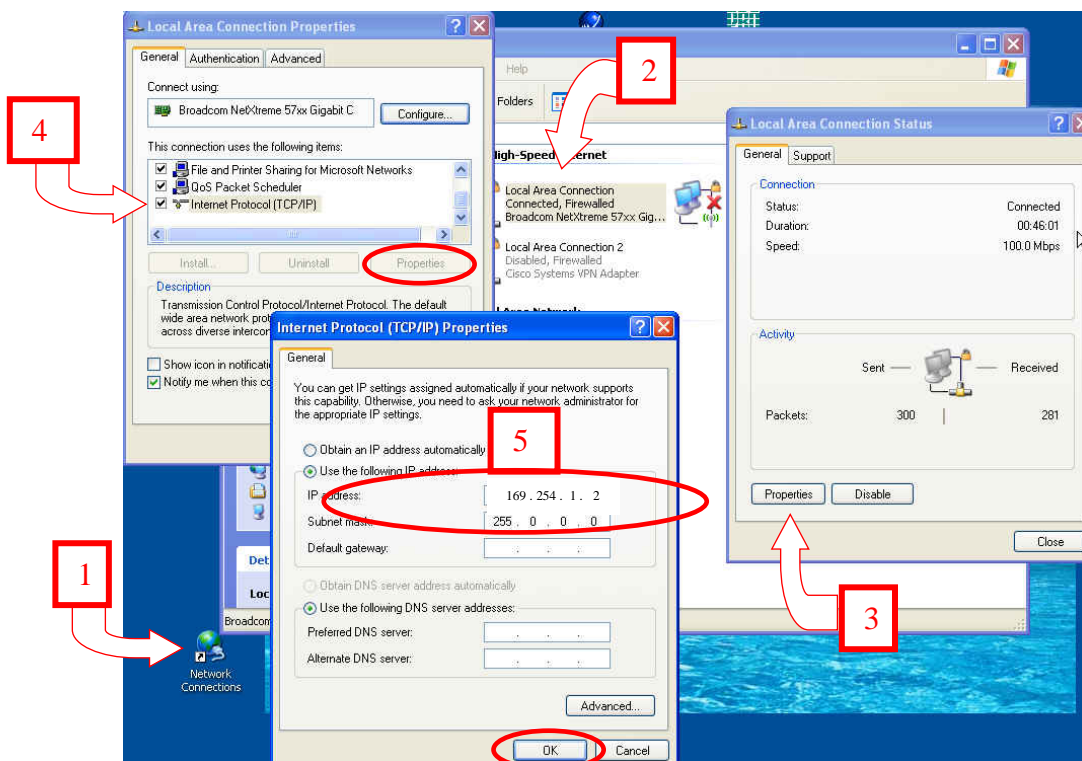 Local Area Connection Properties
General Authentication Advanced
Connect using:
Broadcom NetXtreme 57xx Gigabit C
Configure...
This connection uses the following items:
File and Printer Sharing for Microsoft Networks
QoS Packet Scheduler
Internet Protocol (TCP/IP)
Install... Uninstall Properties
Description
Transmission Control Protocol/Internet Protocol. The default
wide area network
across diverse
Show icon in
Notify me when this
4
2
Help
Folders
Internet
Local Area Connection
Connected, Firewalled
Broadcom NetXtreme 57xx Gig...
Local Area Connection 2
Disabled, Firewalled
Cisco Systems VPN Adapter
Local Area Connection Status
General Support
Connection
Status: Connected
Duration: 00:46:01
Speed: 100.0 Mbps
Activity
Sent — — Received
Packets: 300 | 281
Properties Disable
Close
3
Internet Protocol (TCP/IP) Properties
General
You can get IP settings assigned automatically if your network supports
this capability. Otherwise, you need to ask your network administrator for
the appropriate IP settings.
5
Obtain an IP address automatically
Use the following IP address:
IP address: 169 . 254 . 1 . 2
Subnet mask: 255 . 0 . 0 . 0
Default gateway: . . .
Obtain DNS server address automatically
Use the following DNS server addresses:
Preferred DNS server: . . .
Alternate DNS server: . . .
Advanced...
OK Cancel
1
Network
Connections
Det
Loc
Broadcom